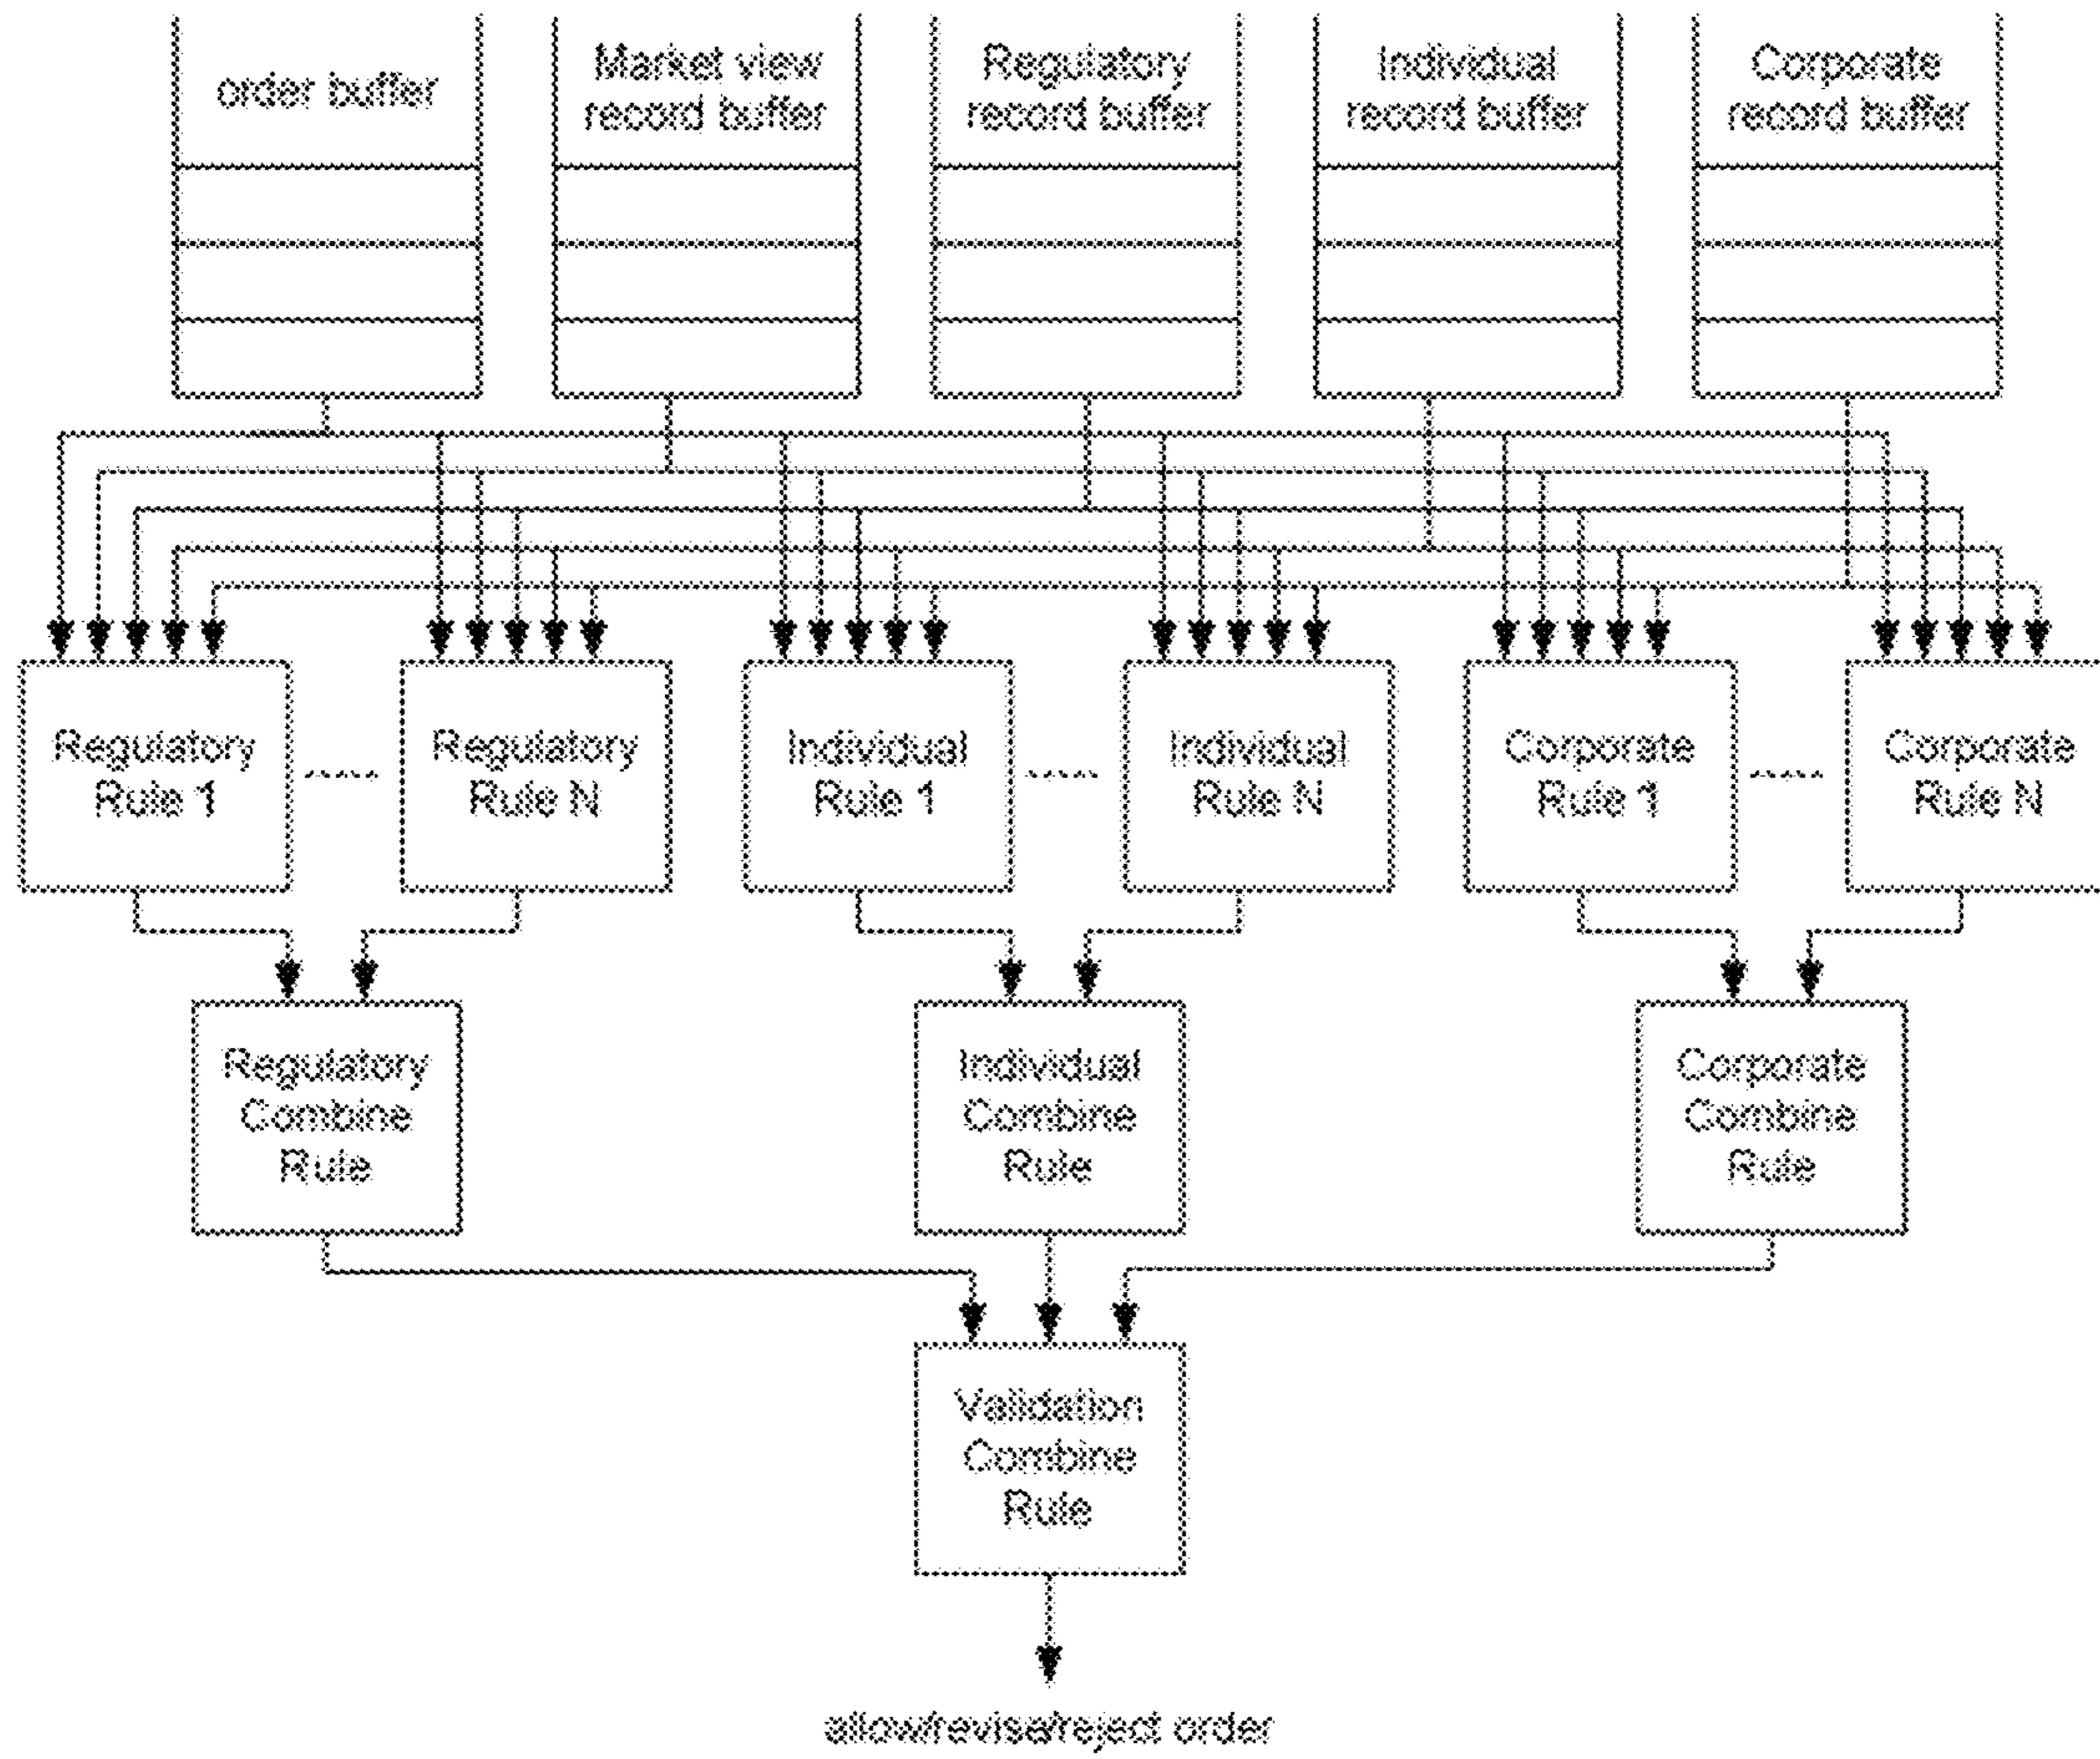 order buffer
Market view
record buffer
Regulatory
record buffer
Individual
record buffer
Corporate
record buffer
Regulatory
Rule 1
Regulatory
Rule N
Individual
Rule 1
Individual
Rule N
Corporate
Rule 1
Corporate
Rule N
Regulatory
Combine
Rule
Individual
Combine
Rule
Corporate
Combine
Rule
Validation
Combine
Rule
allow/revise/reject order